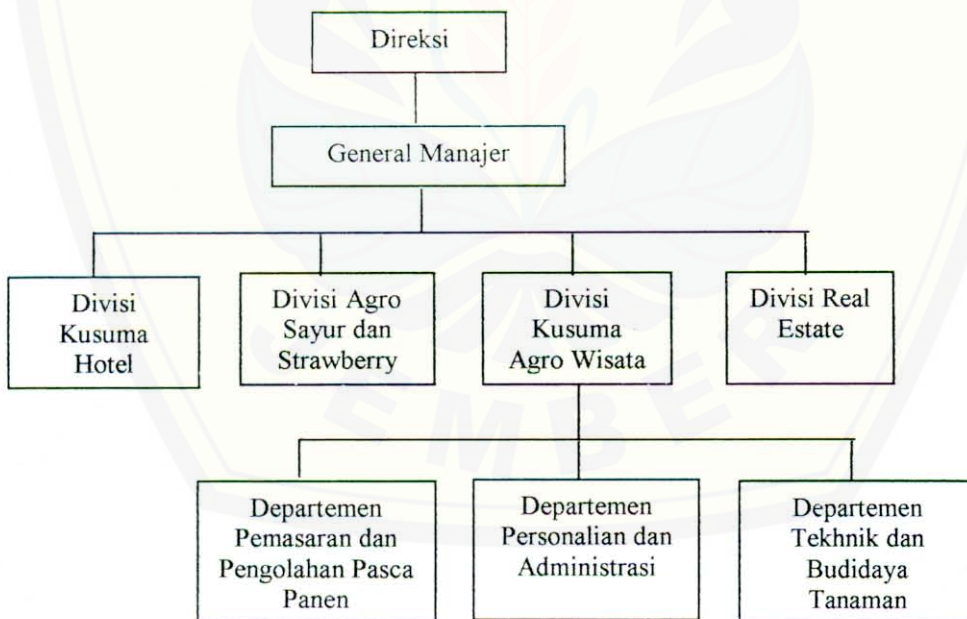 Direksi
General Manajer
Divisi
Kusuma
Hotel
Divisi Agro
Sayur dan
Strawberry
Divisi
Kusuma
Agro Wisata
Divisi Real
Estate
Departemen
Pemasaran dan
Pengolahan Pasca
Panen
Departemen
Personalian dan
Administrasi
Departemen
Tekhnik dan
Budidaya
Tanaman
JEMBER